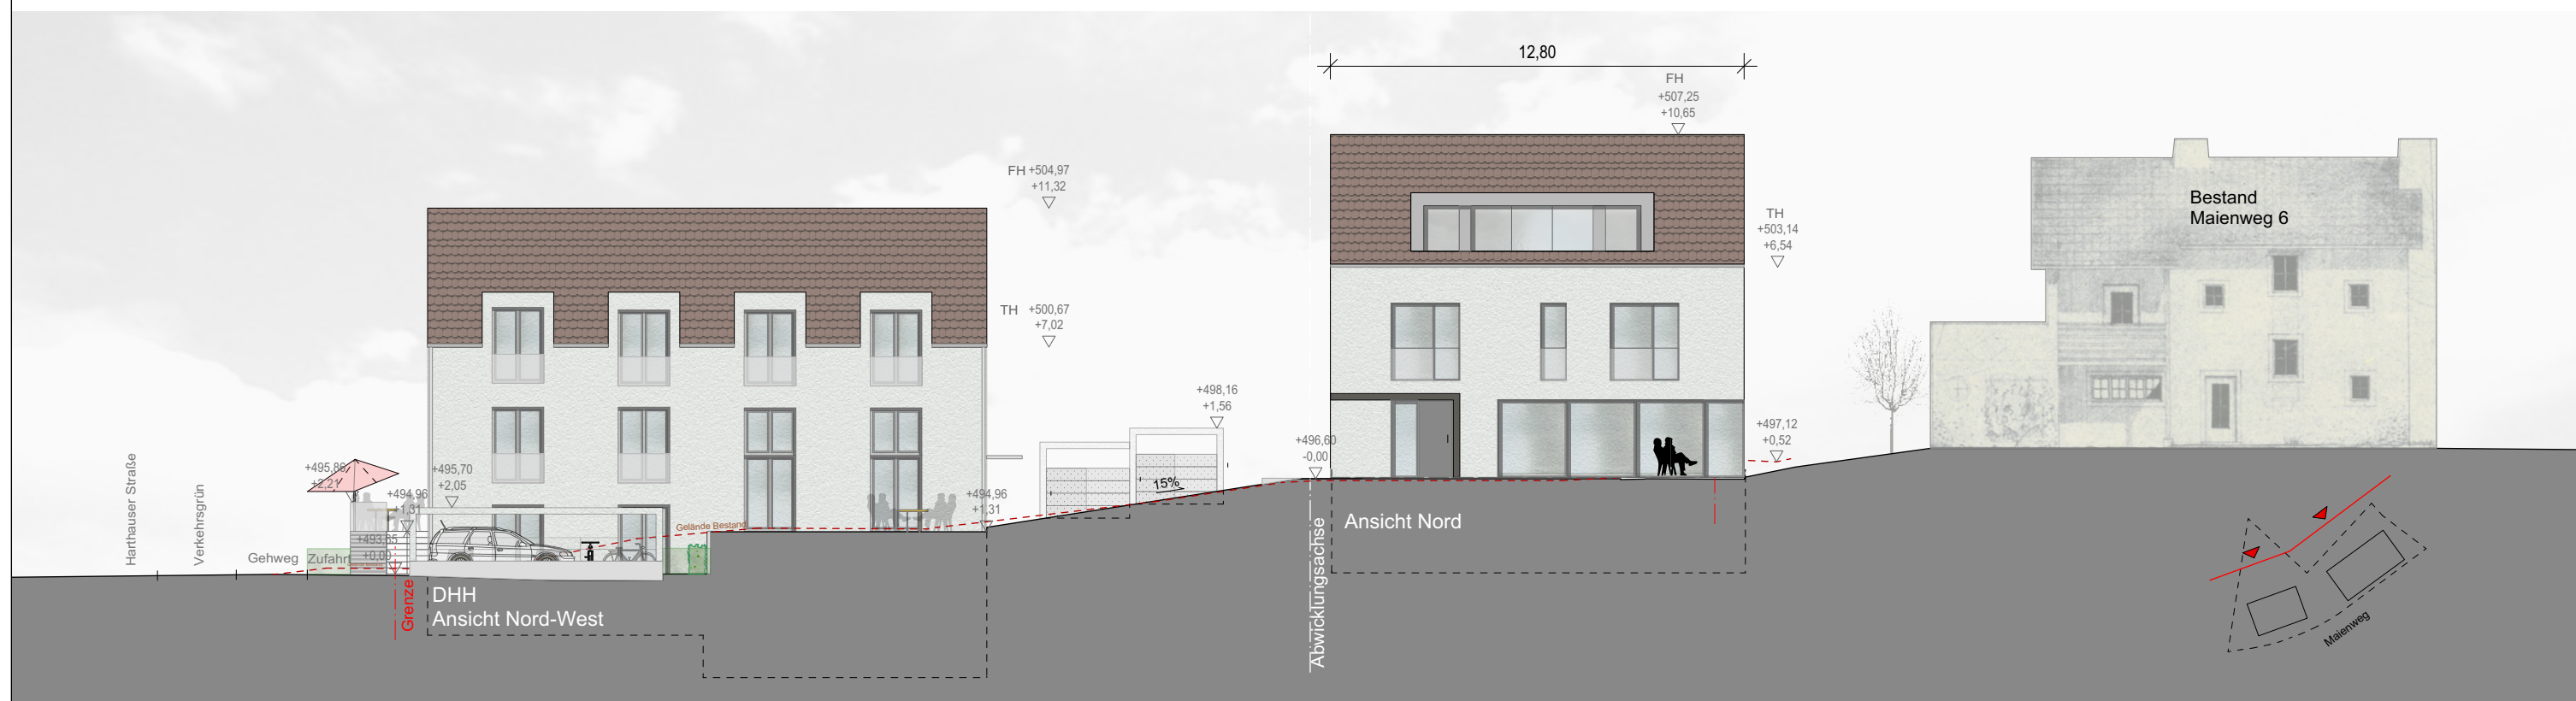 12,80
FH
+507,25
+10,65
FH +504,97
+11,32
TH
+503,14
+6,54
Bestand
Maienweg 6
TH +500,67
+7,02
+498,16
+1,56
+496,60
-0,00
+497,12
+0,52
+495,86
+2,21
+495,70
+2,05
+494,96
+1,31
+494,96
+1,31
+493,65
+0,00
15%
Gelände Bestand
Harthauser Straße
Verkehrsgrün
Gehweg
Zufahrt
Grenze
DHH
Ansicht Nord-West
Abwicklungsachse
Ansicht Nord
Maienweg